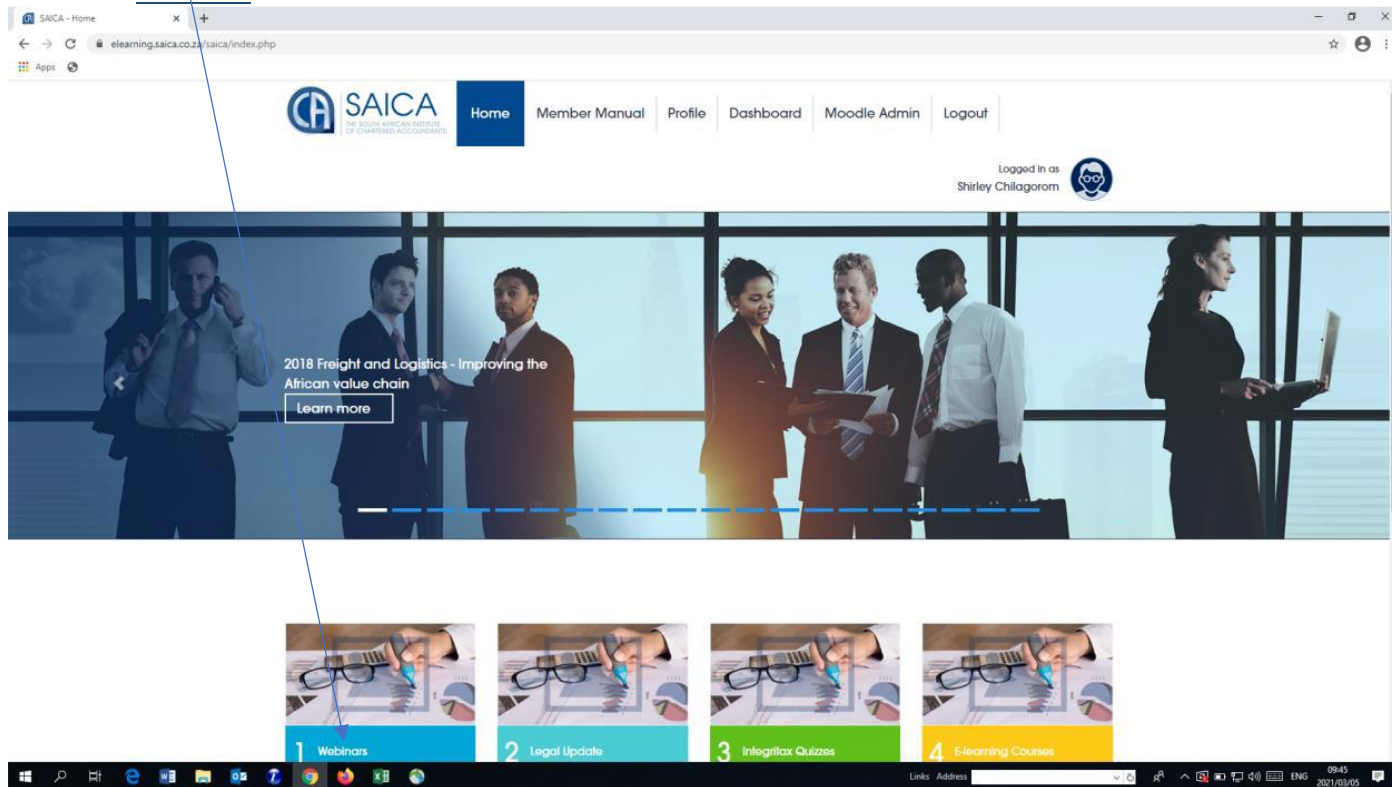 SAICA - Home
elearning.saica.co.za/saica/index.php
Apps
CA
SAICA
THE SOUTH AFRICAN INSTITUTE
OF CHARTERED ACCOUNTANTS
Home
Member Manual
Profile
Dashboard
Moodle Admin
Logout
Logged in as
Shirley Chilagorom
2018 Freight and Logistics - Improving the
African value chain
Learn more
1 Webinars
2 Legal Update
3 Integritax Quizzes
4 E-learning Courses
Links Address
ENG
09:45
2021/03/05